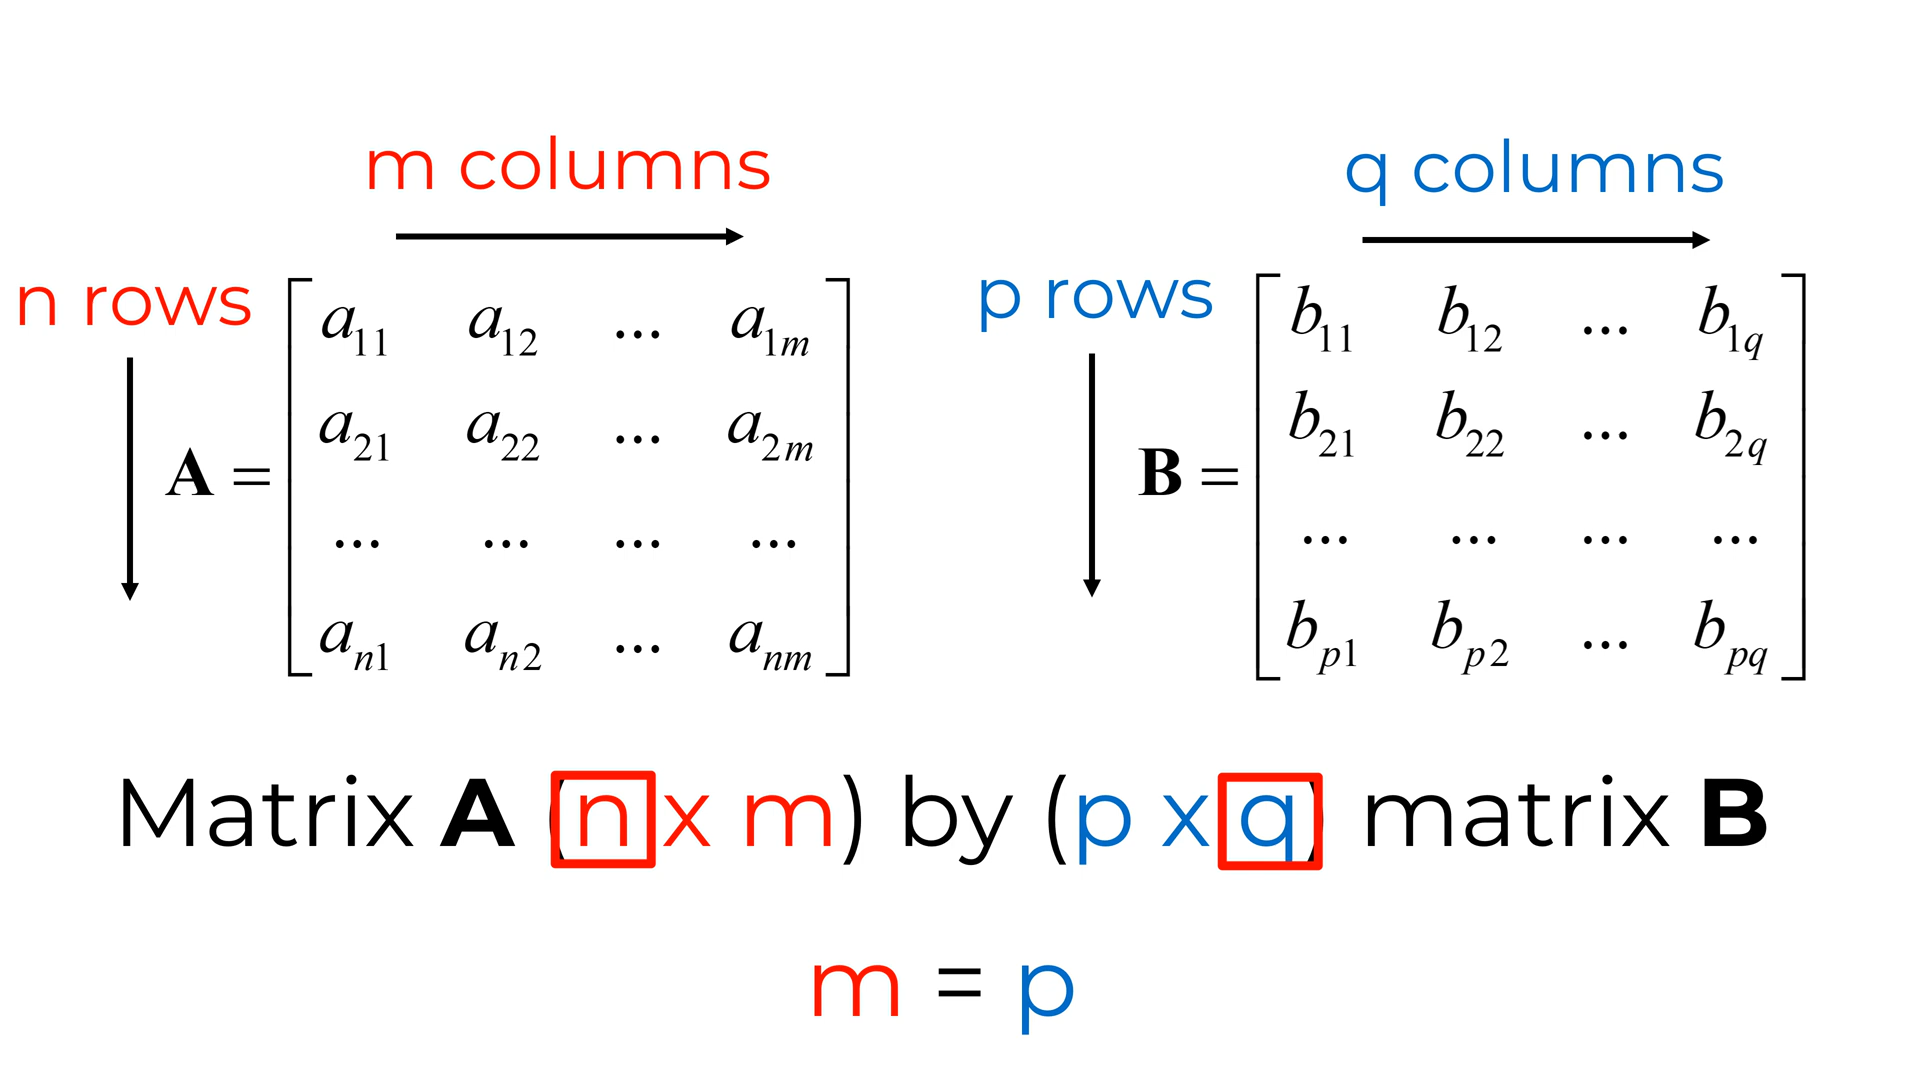 m columns
q columns
n rows
p rows
A = [ a11 a12 ... a1m
a21 a22 ... a2m
... ... ... ...
an1 an2 ... anm ]
B = [ b11 b12 ... b1q
b21 b22 ... b2q
... ... ... ...
bp1 bp2 ... bpq ]
Matrix A (n x m) by (p x q) matrix B
m = p